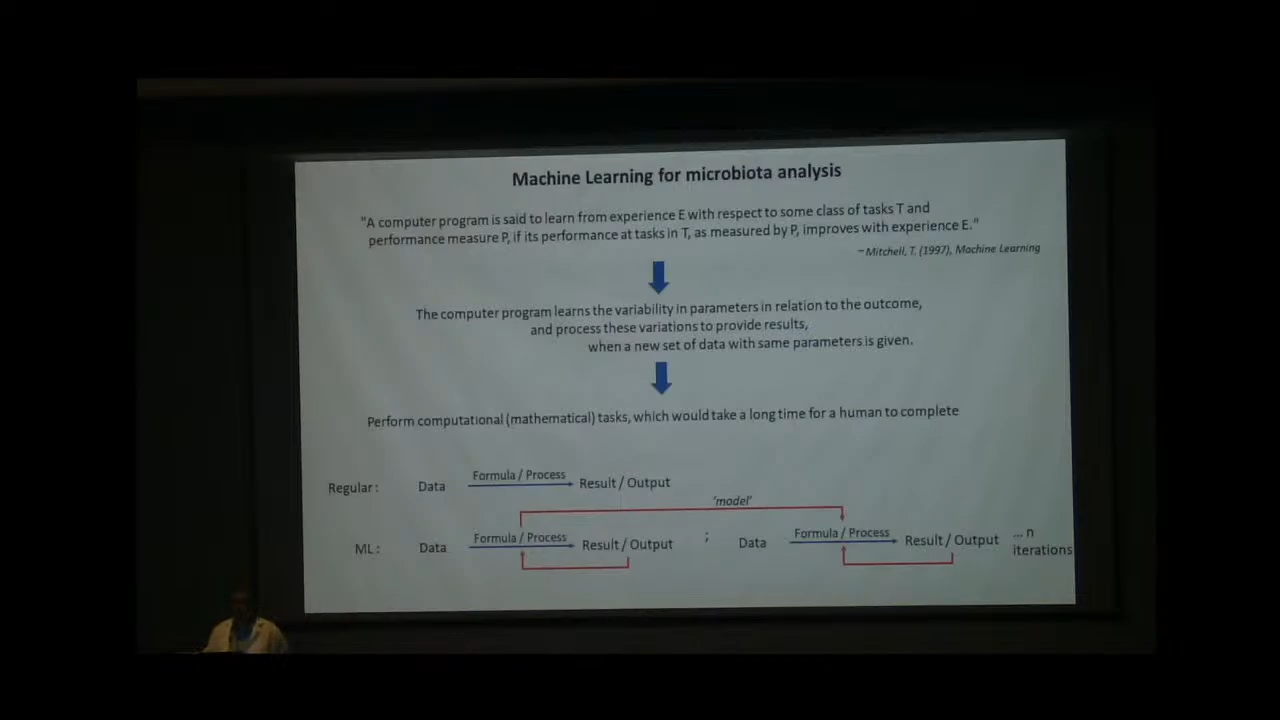 Machine Learning for microbiota analysis
"A computer program is said to learn from experience E with respect to some class of tasks T and
performance measure P, if its performance at tasks in T, as measured by P, improves with experience E."
~ Mitchell, T. (1997), Machine Learning
The computer program learns the variability in parameters in relation to the outcome,
and process these variations to provide results,
when a new set of data with same parameters is given.
Perform computational (mathematical) tasks, which would take a long time for a human to complete
Regular: Data Formula / Process Result / Output
'model'
ML: Data Formula / Process Result / Output ; Data Formula / Process Result / Output ... n
iterations